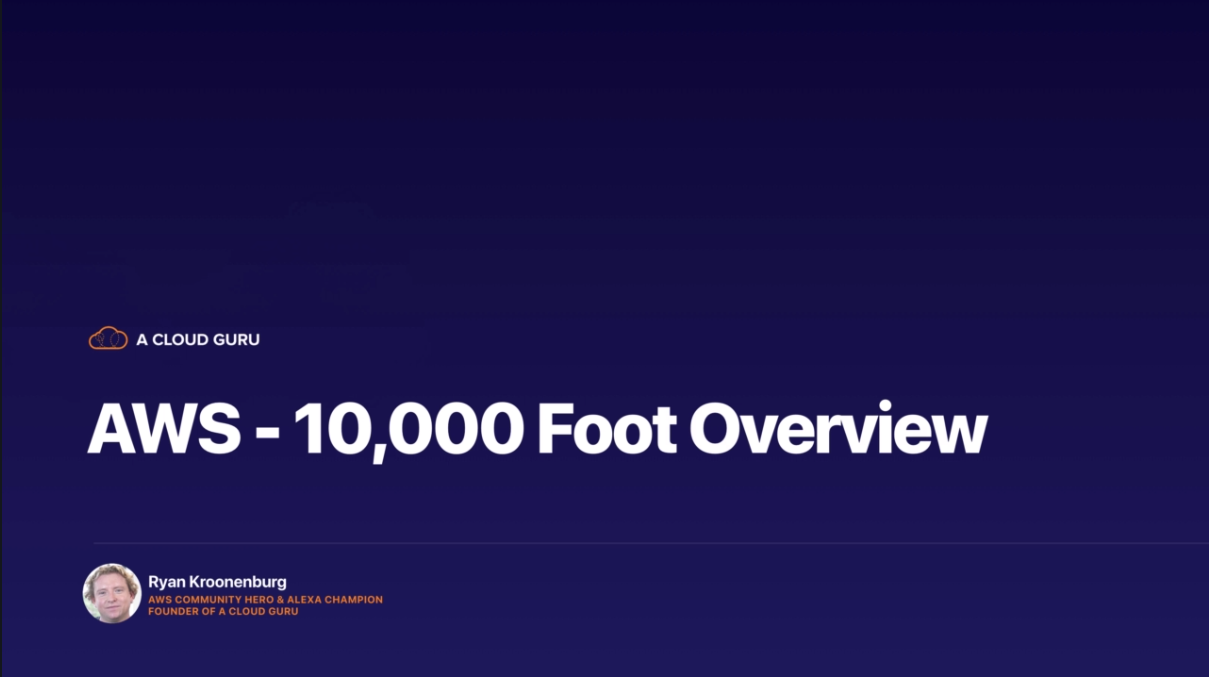 A CLOUD GURU
AWS - 10,000 Foot Overview
Ryan Kroonenburg
AWS COMMUNITY HERO & ALEXA CHAMPION
FOUNDER OF A CLOUD GURU